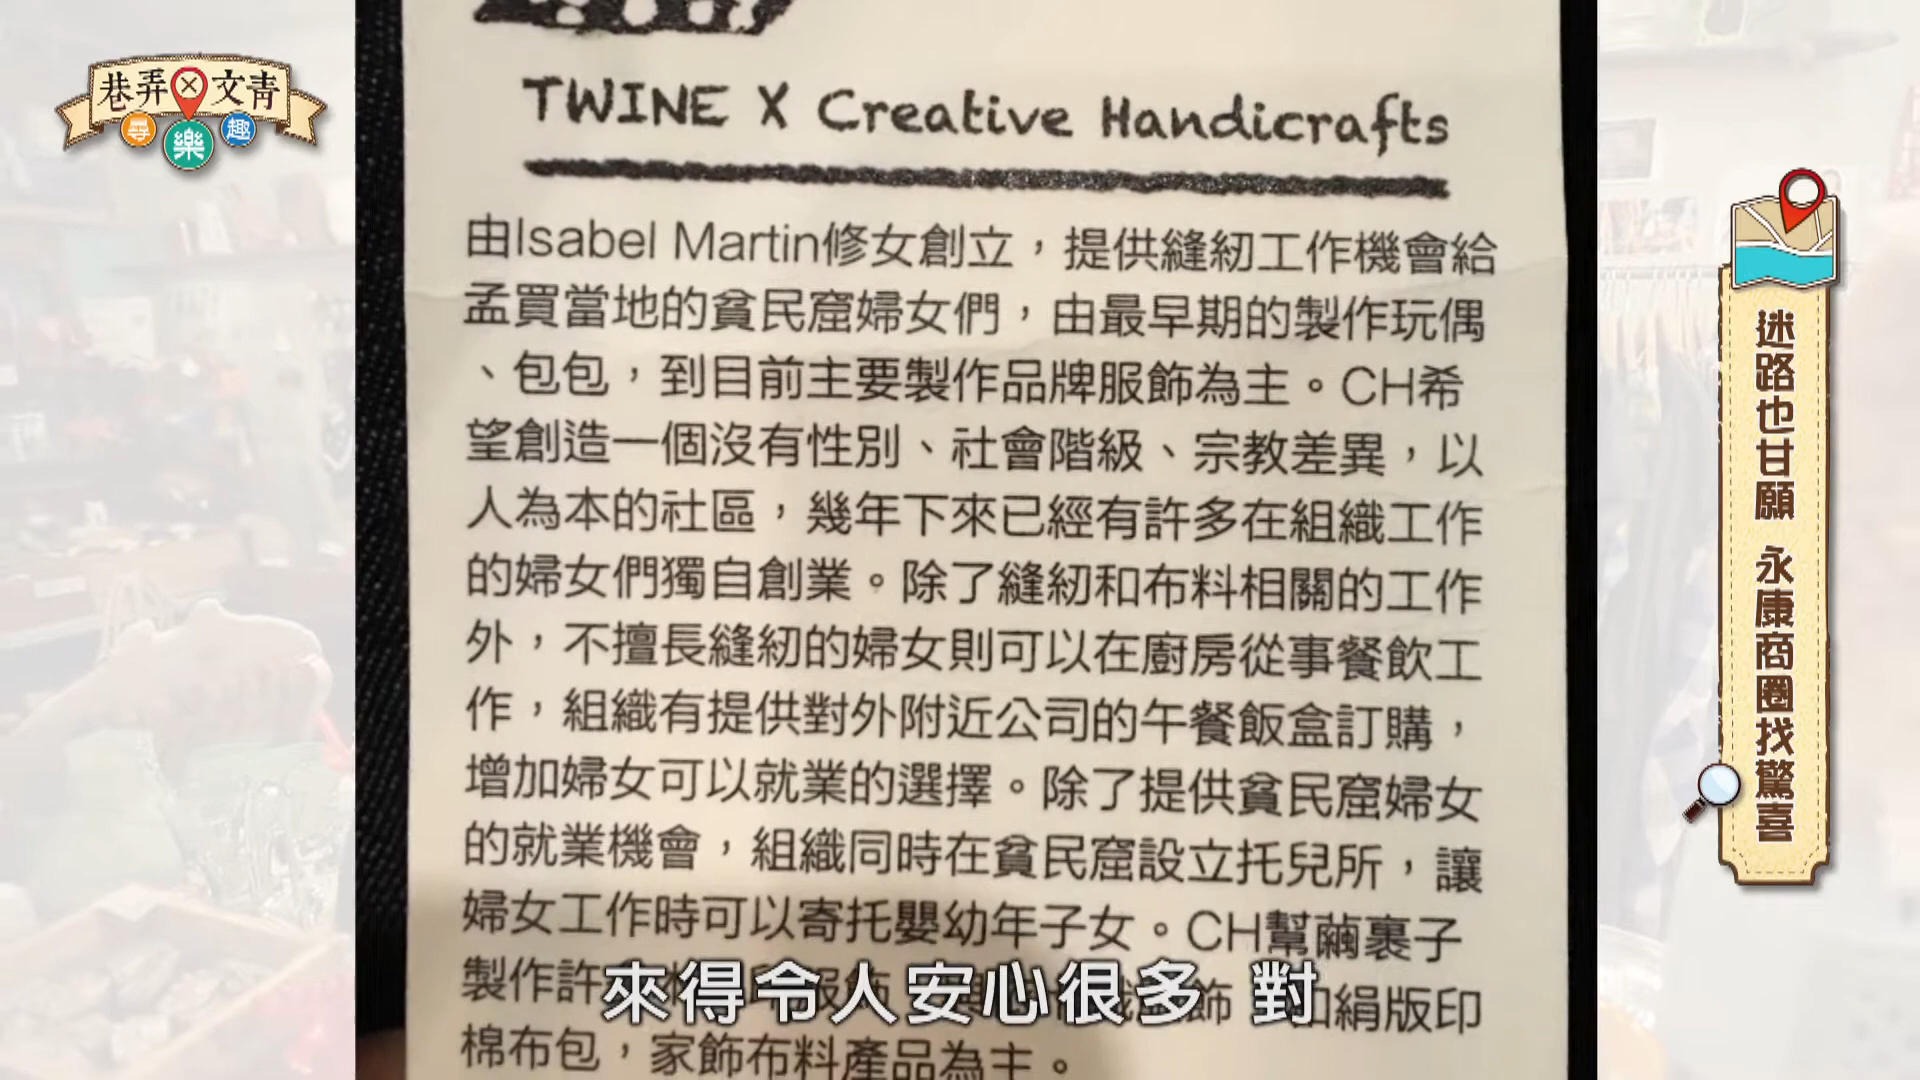 巷弄文青
尋樂趣
TWINE X Creative Handicrafts
由Isabel Martin修女創立，提供縫紉工作機會給
孟買當地的貧民窟婦女們，由最早期的製作玩偶
、包包，到目前主要製作品牌服飾為主。CH希
望創造一個沒有性別、社會階級、宗教差異，以
人為本的社區，幾年下來已經有許多在組織工作
的婦女們獨自創業。除了縫紉和布料相關的工作
外，不擅長縫紉的婦女則可以在廚房從事餐飲工
作，組織有提供對外附近公司的午餐飯盒訂購，
增加婦女可以就業的選擇。除了提供貧民窟婦女
的就業機會，組織同時在貧民窟設立托兒所，讓
婦女工作時可以寄托嬰幼年子女。CH幫繭裹子
製作許 服飾 飾 絹版印
棉布包，家飾布料產品為主。
來得令人安心很多 對
迷路也甘願 永康商圈找驚喜